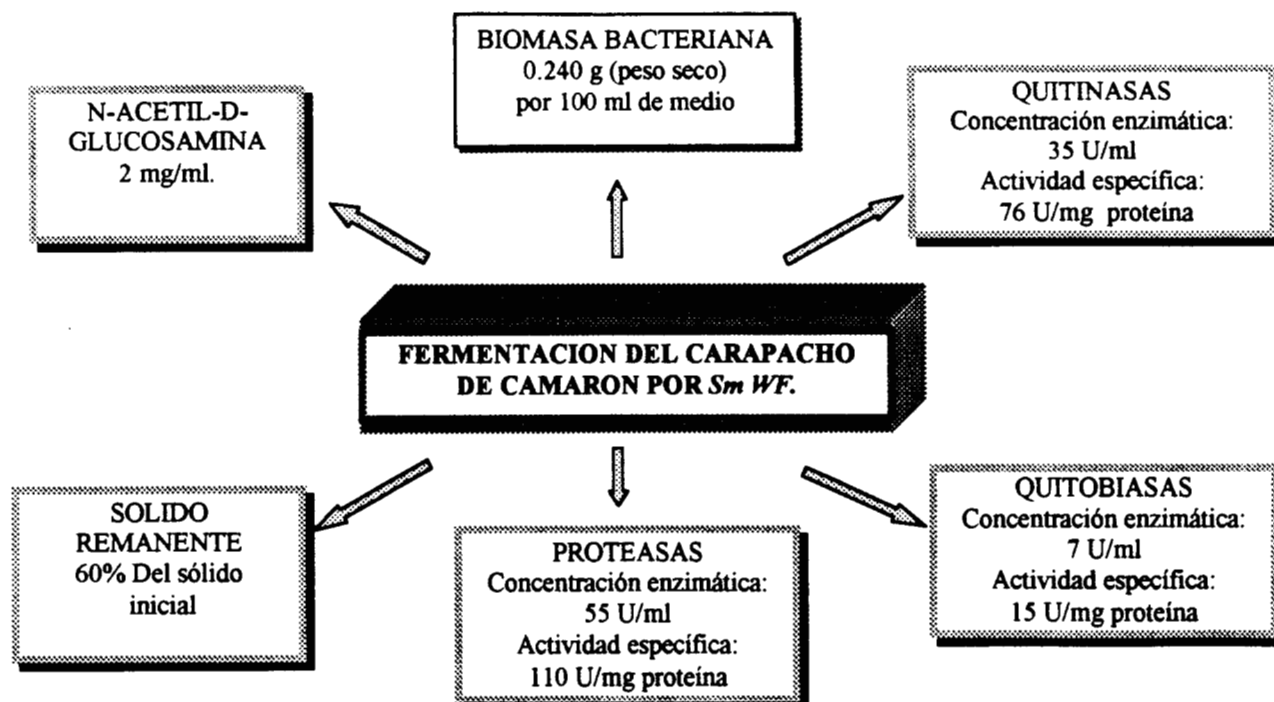 BIOMASA BACTERIANA
0.240 g (peso seco)
por 100 ml de medio
N-ACETIL-D-
GLUCOSAMINA
2 mg/ml.
QUITINASAS
Concentración enzimática:
35 U/ml
Actividad específica:
76 U/mg proteína
FERMENTACION DEL CARAPACHO
DE CAMARON POR Sm WF.
SOLIDO
REMANENTE
60% Del sólido
inicial
PROTEASAS
Concentración enzimática:
55 U/ml
Actividad específica:
110 U/mg proteína
QUITOBIASAS
Concentración enzimática:
7 U/ml
Actividad específica:
15 U/mg proteína